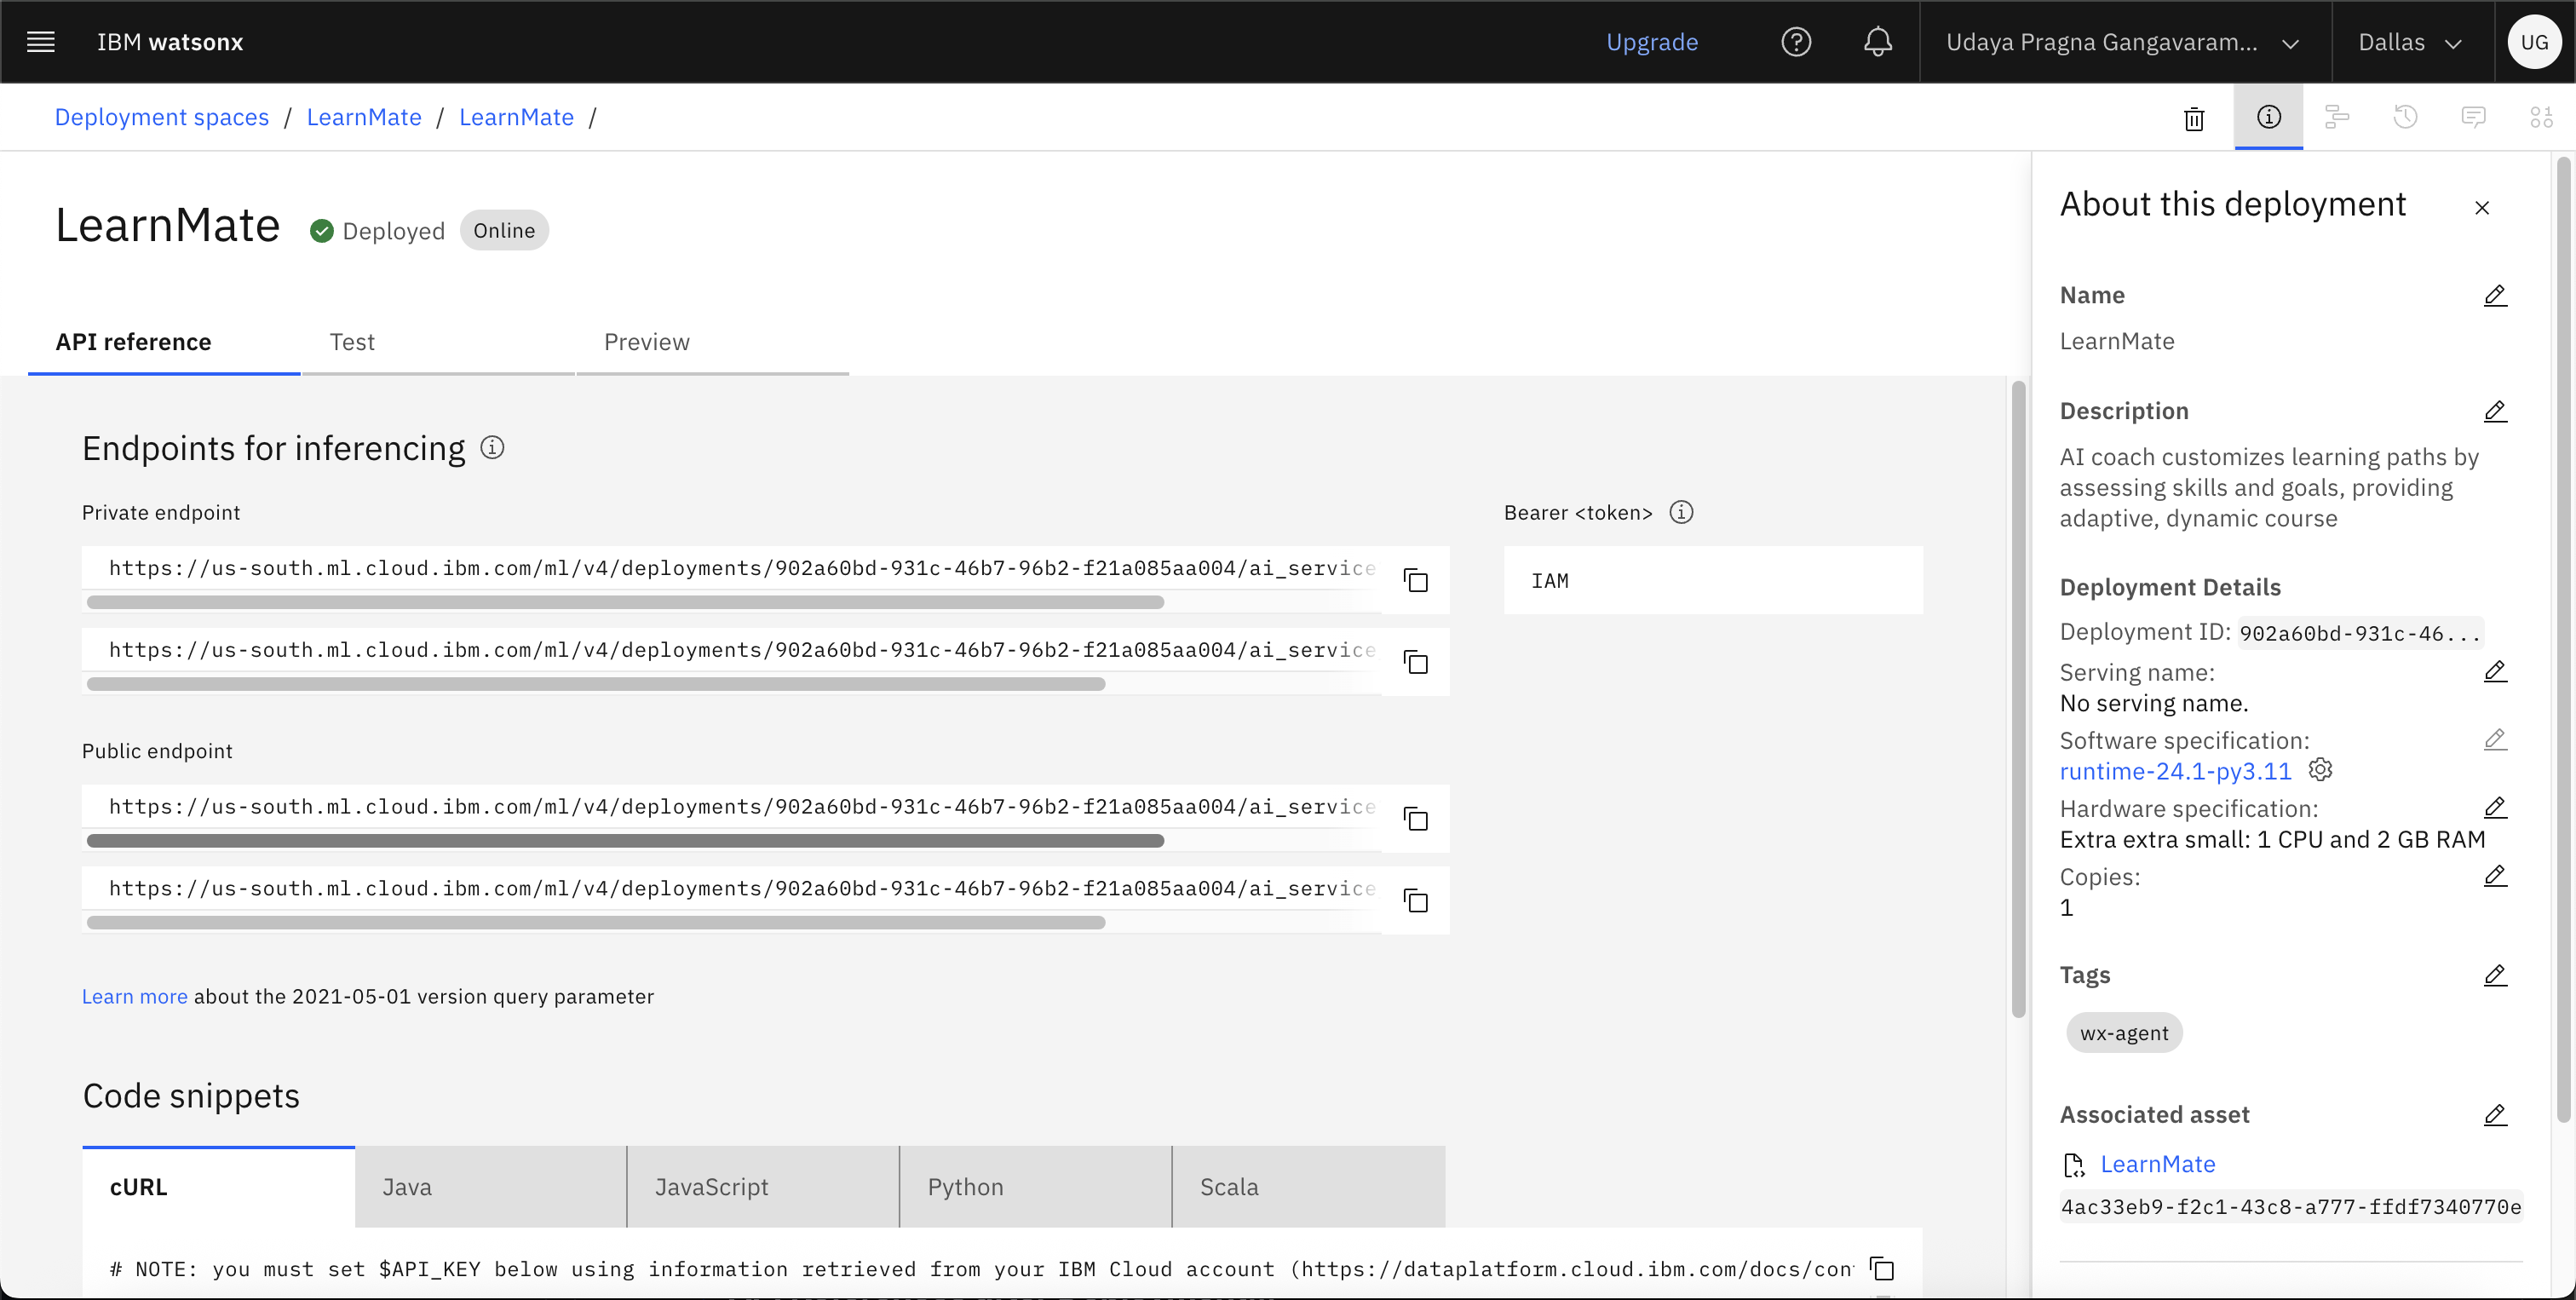 IBM watsonx
Upgrade
Udaya Pragna Gangavaram...
Dallas
UG
Deployment spaces / LearnMate / LearnMate /
LearnMate
Deployed
Online
API reference
Test
Preview
Endpoints for inferencing
Private endpoint
https://us-south.ml.cloud.ibm.com/ml/v4/deployments/902a60bd-931c-46b7-96b2-f21a085aa004/ai_service
https://us-south.ml.cloud.ibm.com/ml/v4/deployments/902a60bd-931c-46b7-96b2-f21a085aa004/ai_service
Bearer <token>
IAM
Public endpoint
https://us-south.ml.cloud.ibm.com/ml/v4/deployments/902a60bd-931c-46b7-96b2-f21a085aa004/ai_service
https://us-south.ml.cloud.ibm.com/ml/v4/deployments/902a60bd-931c-46b7-96b2-f21a085aa004/ai_service
Learn more about the 2021-05-01 version query parameter
Code snippets
cURL
Java
JavaScript
Python
Scala
# NOTE: you must set $API_KEY below using information retrieved from your IBM Cloud account (https://dataplatform.cloud.ibm.com/docs/con
About this deployment
Name
LearnMate
Description
AI coach customizes learning paths by
assessing skills and goals, providing
adaptive, dynamic course
Deployment Details
Deployment ID: 902a60bd-931c-46...
Serving name:
No serving name.
Software specification:
runtime-24.1-py3.11
Hardware specification:
Extra extra small: 1 CPU and 2 GB RAM
Copies:
1
Tags
wx-agent
Associated asset
LearnMate
4ac33eb9-f2c1-43c8-a777-ffdf7340770e